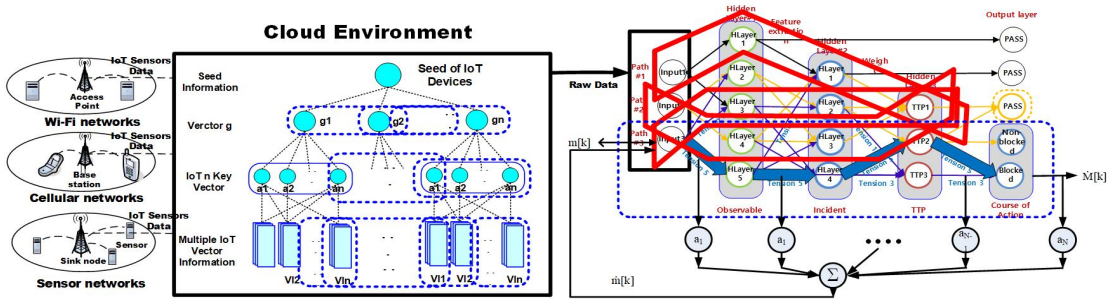 Cloud Environment
IoT Sensors
Data
Access
Point
Wi-Fi networks
IoT Sensors
Data
Base
station
Cellular networks
IoT Sensors
Data
Sensor
Sink node
Sensor networks
Seed
Information
Verctor g
IoT n Key
Vector
Multiple IoT
Vector
Information
Seed of IoT
Devices
g1
g2
gn
a1
a2
an
a1
a2
an
VI2
VIn
VI1
VI2
VIn
Raw Data
m[k]
Path
#1
Path
#2
Path
#3
Input1
Input
Input3
Hidden
Feature
extractio
n
Hidden
Layer #2
Weigh
Hidden
Output layer
HLayer
1
HLayer
2
HLayer
3
HLayer
4
HLayer
5
HLayer
1
HLayer
2
HLayer
3
HLayer
4
TTP1
TTP2
TTP3
PASS
PASS
PASS
Non-
blocke
d
Blocke
d
Tension 5
Tension 5
Tension 3
Tension 3
Observable
Incident
TTP
Course of
Action
Ṁ[k]
a1
a1
aN-
1
aN
Σ
ṁ[k]